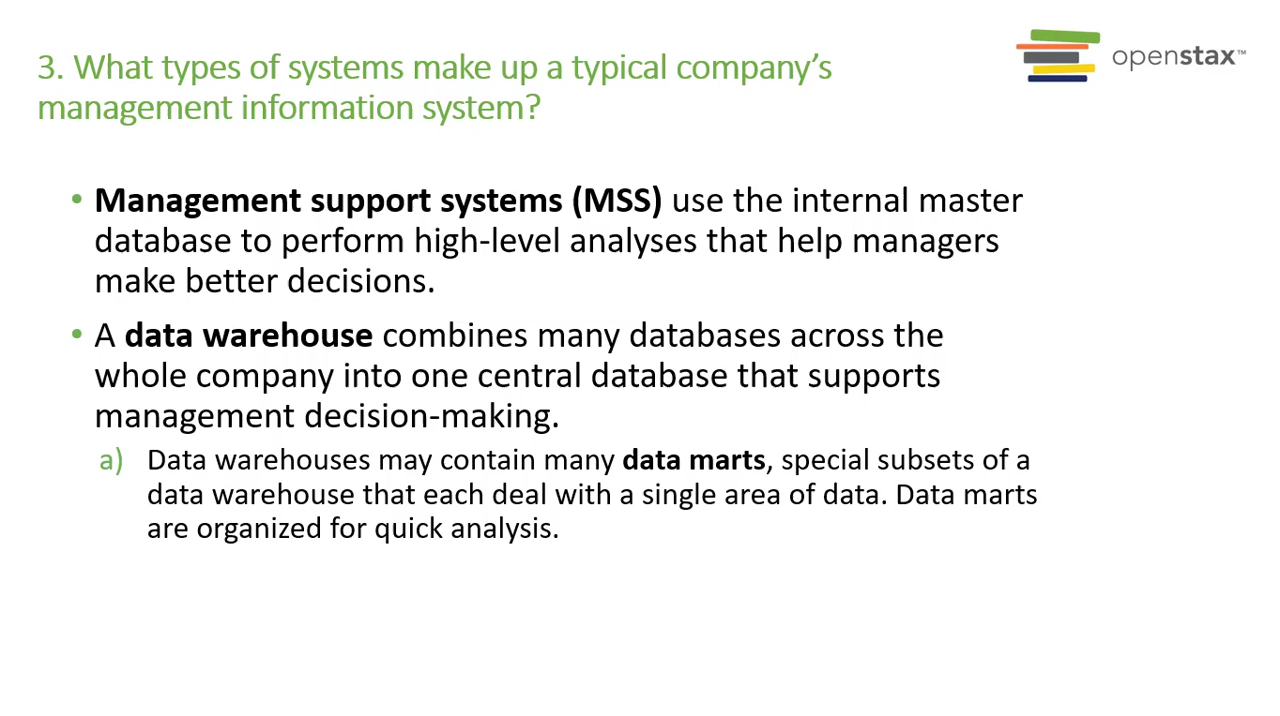 3. What types of systems make up a typical company’s
management information system?
openstax™
• Management support systems (MSS) use the internal master
database to perform high-level analyses that help managers
make better decisions.
• A data warehouse combines many databases across the
whole company into one central database that supports
management decision-making.
a) Data warehouses may contain many data marts, special subsets of a
data warehouse that each deal with a single area of data. Data marts
are organized for quick analysis.